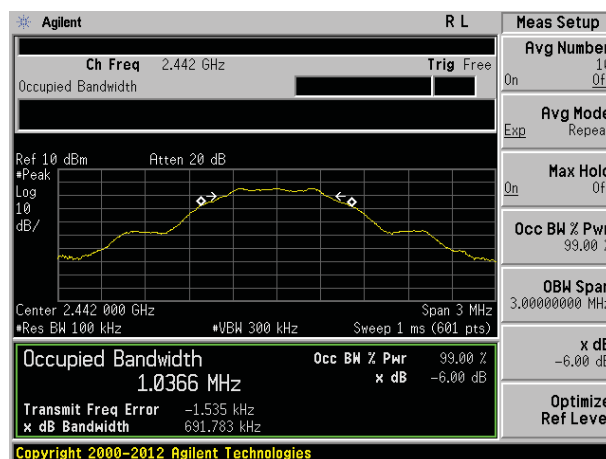 Agilent R L
Ch Freq 2.442 GHz Trig Free
Occupied Bandwidth
Ref 10 dBm Atten 20 dB
#Peak
Log
10
dB/
Center 2.442 000 GHz Span 3 MHz
#Res BW 100 kHz #VBW 300 kHz Sweep 1 ms (601 pts)
Occupied Bandwidth
1.0366 MHz
Occ BW % Pwr 99.00 %
x dB -6.00 dB
Transmit Freq Error -1.535 kHz
x dB Bandwidth 691.783 kHz
Copyright 2000-2012 Agilent Technologies
Meas Setup
Avg Number
On
Avg Mode
Exp Repea
Max Hold
On Of
Occ BW % Pwr
99.00 %
OBW Span
3.00000000 MHz
x dB
-6.00 dB
Optimize
Ref Leve